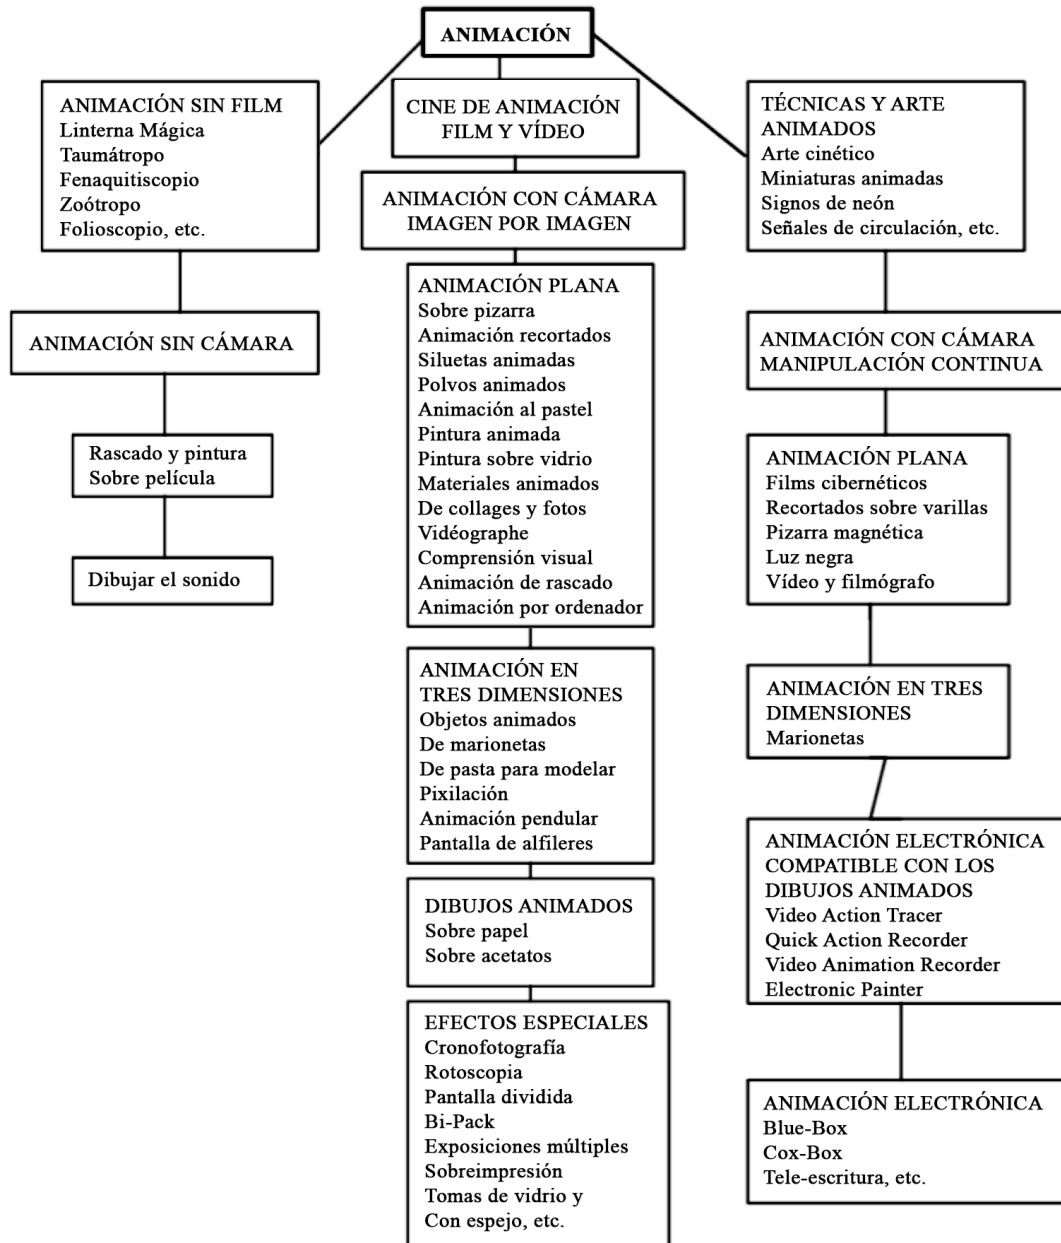 ANIMACIÓN
ANIMACIÓN SIN FILM
Linterna Mágica
Taumátropo
Fenaquitiscopio
Zoótropo
Folioscopio, etc.
ANIMACIÓN SIN CÁMARA
Rascado y pintura
Sobre película
Dibujar el sonido
CINE DE ANIMACIÓN
FILM Y VÍDEO
ANIMACIÓN CON CÁMARA
IMAGEN POR IMAGEN
ANIMACIÓN PLANA
Sobre pizarra
Animación recortados
Siluetas animadas
Polvos animados
Animación al pastel
Pintura animada
Pintura sobre vidrio
Materiales animados
De collages y fotos
Vidéographe
Comprensión visual
Animación de rascado
Animación por ordenador
ANIMACIÓN EN
TRES DIMENSIONES
Objetos animados
De marionetas
De pasta para modelar
Pixilación
Animación pendular
Pantalla de alfileres
DIBUJOS ANIMADOS
Sobre papel
Sobre acetatos
EFECTOS ESPECIALES
Cronofotografía
Rotoscopia
Pantalla dividida
Bi-Pack
Exposiciones múltiples
Sobreimpresión
Tomas de vidrio y
Con espejo, etc.
TÉCNICAS Y ARTE
ANIMADOS
Arte cinético
Miniaturas animadas
Signos de neón
Señales de circulación, etc.
ANIMACIÓN CON CÁMARA
MANIPULACIÓN CONTINUA
ANIMACIÓN PLANA
Films cibernéticos
Recortados sobre varillas
Pizarra magnética
Luz negra
Vídeo y filmógrafo
ANIMACIÓN EN TRES
DIMENSIONES
Marionetas
ANIMACIÓN ELECTRÓNICA
COMPATIBLE CON LOS
DIBUJOS ANIMADOS
Video Action Tracer
Quick Action Recorder
Video Animation Recorder
Electronic Painter
ANIMACIÓN ELECTRÓNICA
Blue-Box
Cox-Box
Tele-escritura, etc.